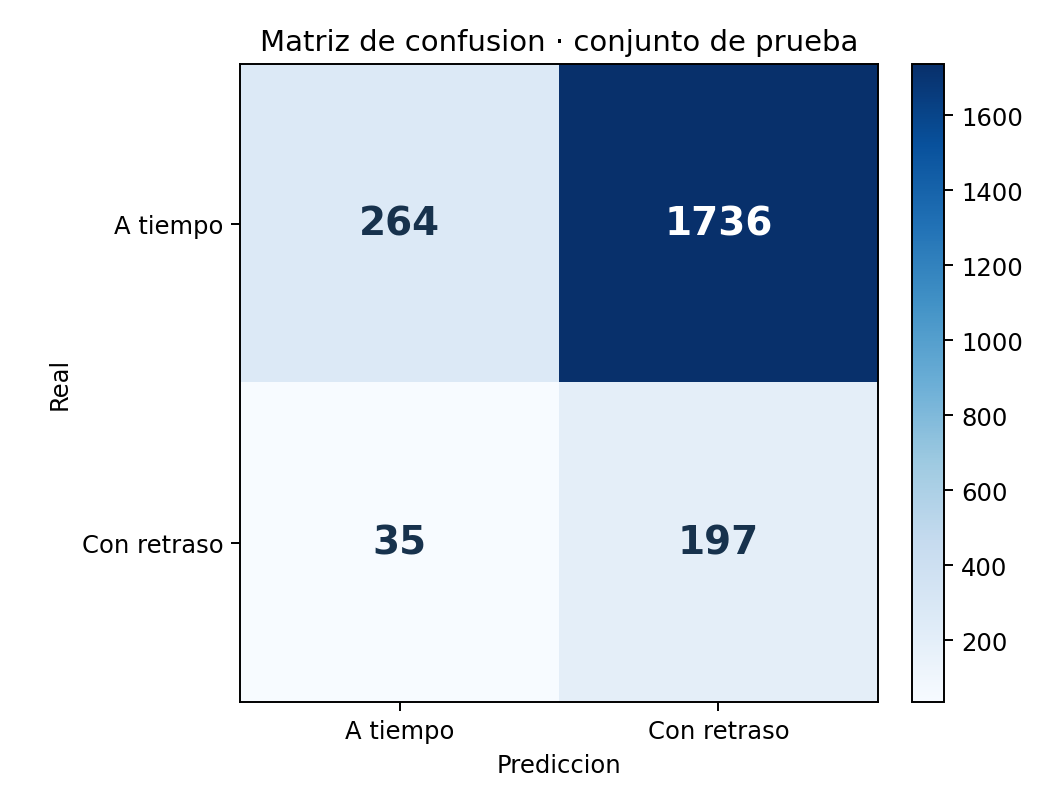 Matriz de confusion · conjunto de prueba
A tiempo
264
1736
Real
Con retraso
35
197
A tiempo
Con retraso
Prediccion
1600
1400
1200
1000
800
600
400
200